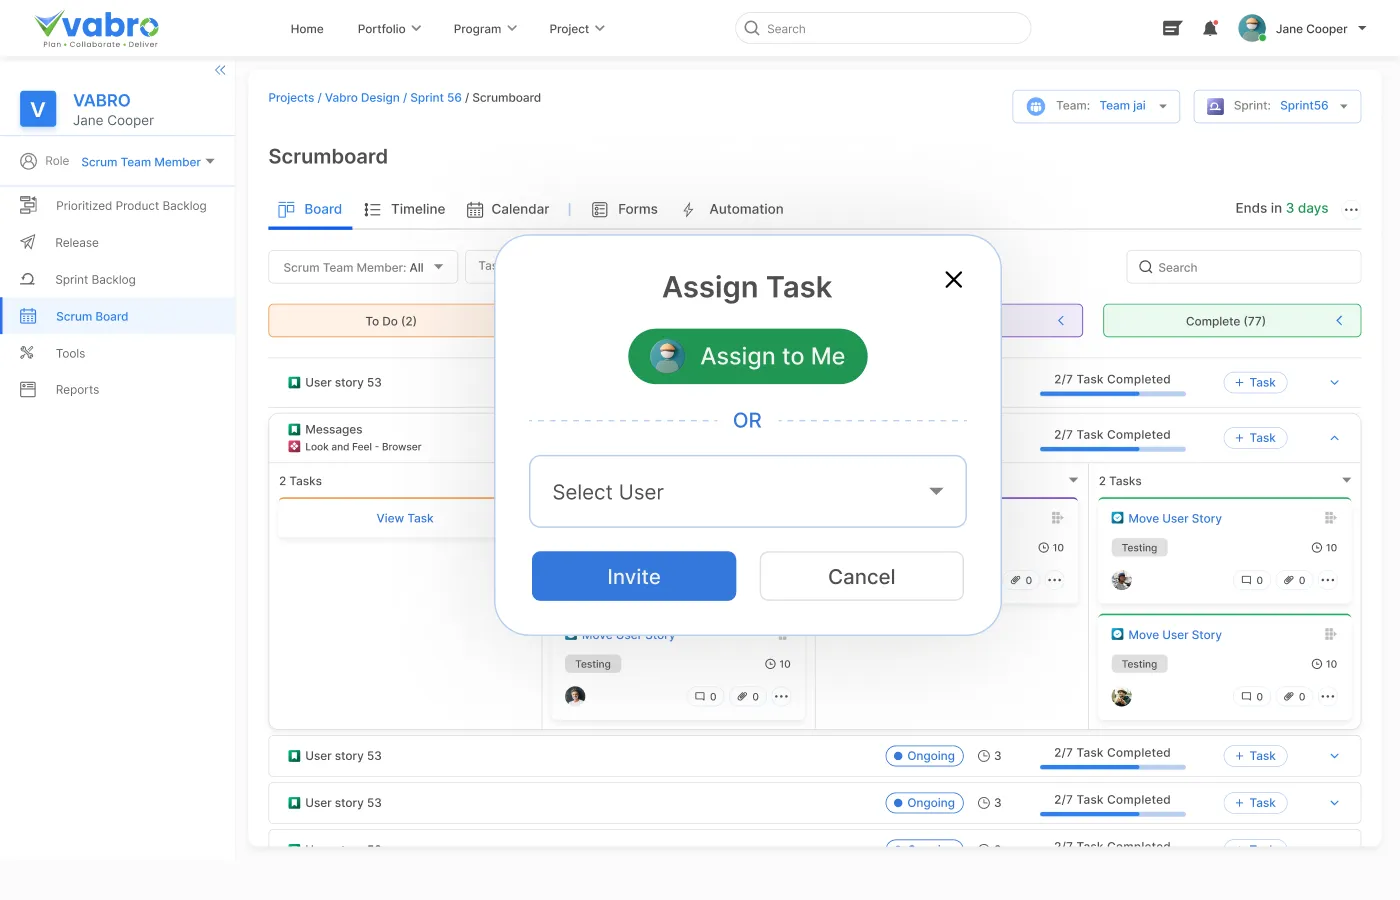 vabro
Plan • Collaborate • Deliver
Home Portfolio Program Project
Search
Jane Cooper
V
VABRO
Jane Cooper
Role Scrum Team Member
Prioritized Product Backlog
Release
Sprint Backlog
Scrum Board
Tools
Reports
Projects / Vabro Design / Sprint 56 / Scrumboard
Team: Team jai
Sprint: Sprint56
Scrumboard
Board Timeline Calendar | Forms Automation
Ends in 3 days ...
Scrum Team Member: All
Search
To Do (2)
Complete (77)
User story 53
2/7 Task Completed
+ Task
Messages
Look and Feel - Browser
2/7 Task Completed
+ Task
2 Tasks
View Task
10
0 ...
2 Tasks
Move User Story
Testing 10
0 0 ...
Move User Story
Testing 10
0 0 ...
Move User Story
Testing 10
0 0 ...
Assign Task
Assign to Me
OR
Select User
Invite Cancel
User story 53 Ongoing 3 2/7 Task Completed + Task
User story 53 Ongoing 3 2/7 Task Completed + Task
2/7 Task Completed